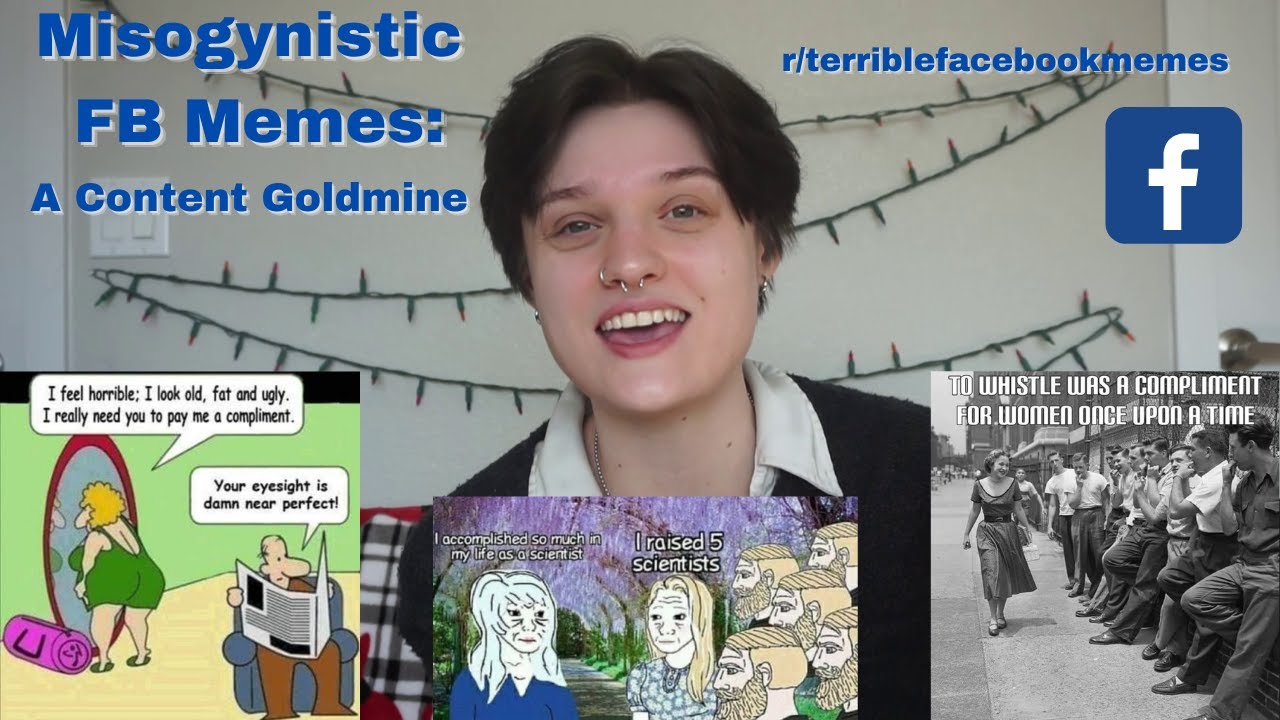 Misogynistic
FB Memes:
A Content Goldmine
r/terriblefacebookmemes
f
I feel horrible; I look old, fat and ugly.
I really need you to pay me a compliment.
Your eyesight is
damn near perfect!
I accomplished so much in
my life as a scientist
I raised 5
scientists
TO WHISTLE WAS A COMPLIMENT
FOR WOMEN ONCE UPON A TIME